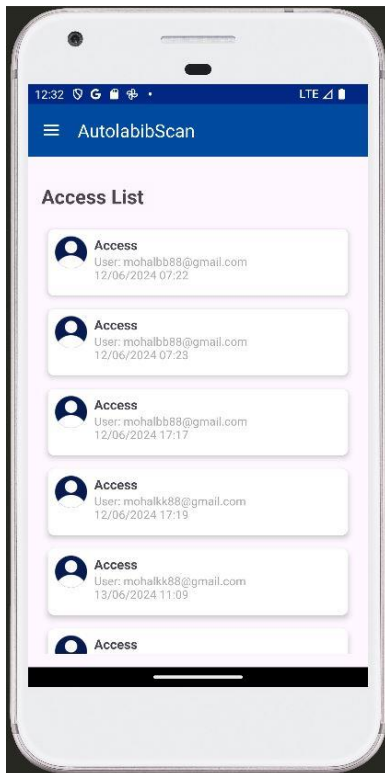 12:32
LTE
AutolabibScan
Access List
Access
User: mohalbb88@gmail.com
12/06/2024 07:22
Access
User: mohalbb88@gmail.com
12/06/2024 07:23
Access
User: mohalbb88@gmail.com
12/06/2024 17:17
Access
User: mohalkk88@gmail.com
12/06/2024 17:19
Access
User: mohalkk88@gmail.com
13/06/2024 11:09
Access